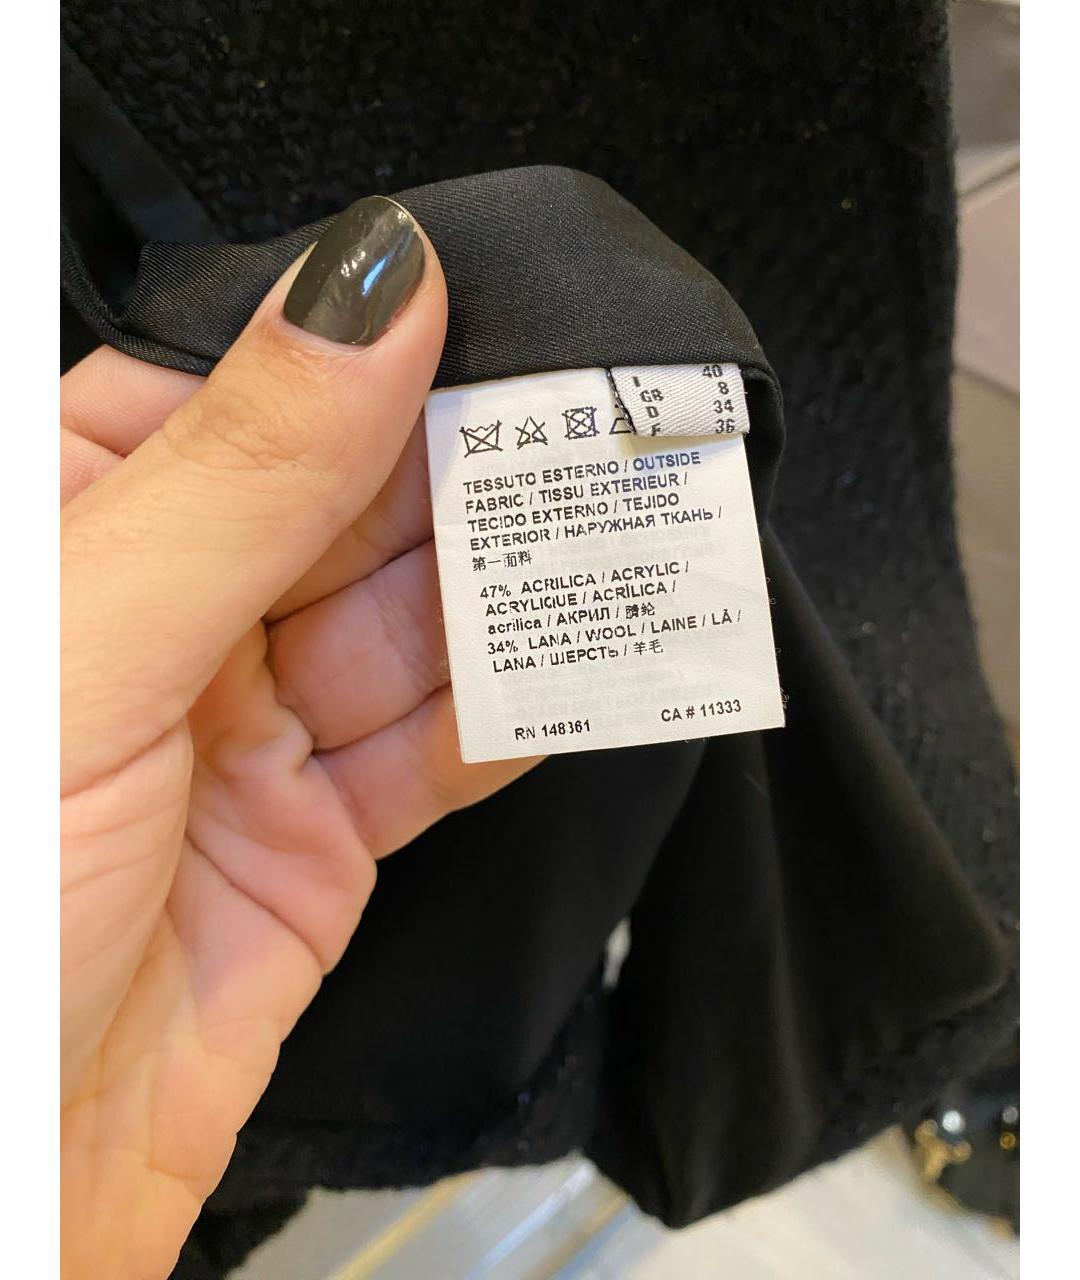 I 40
GB 8
D 34
F 36
TESSUTO ESTERNO / OUTSIDE
FABRIC / TISSU EXTERIEUR /
TECIDO EXTERNO / TEJIDO
EXTERIOR / НАРУЖНАЯ ТКАНЬ /
第一面料
47% ACRILICA / ACRYLIC /
ACRYLIQUE / ACRÍLICA /
acrílica / АКРИЛ / 腈纶
34% LANA / WOOL / LAINE / LÃ /
LANA / ШЕРСТЬ / 羊毛
RN 148361 CA # 11333